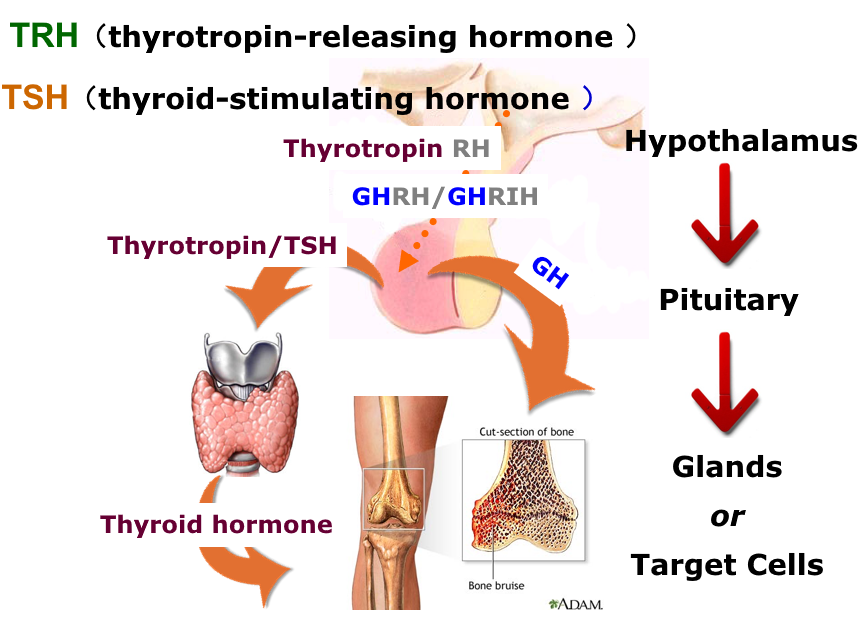 TRH（thyrotropin-releasing hormone ）
TSH（thyroid-stimulating hormone ）
Thyrotropin RH
Hypothalamus
GHRH/GHRIH
Thyrotropin/TSH
GH
Pituitary
Cut-section of bone
Glands
or
Target Cells
Thyroid hormone
Bone bruise
ADAM.